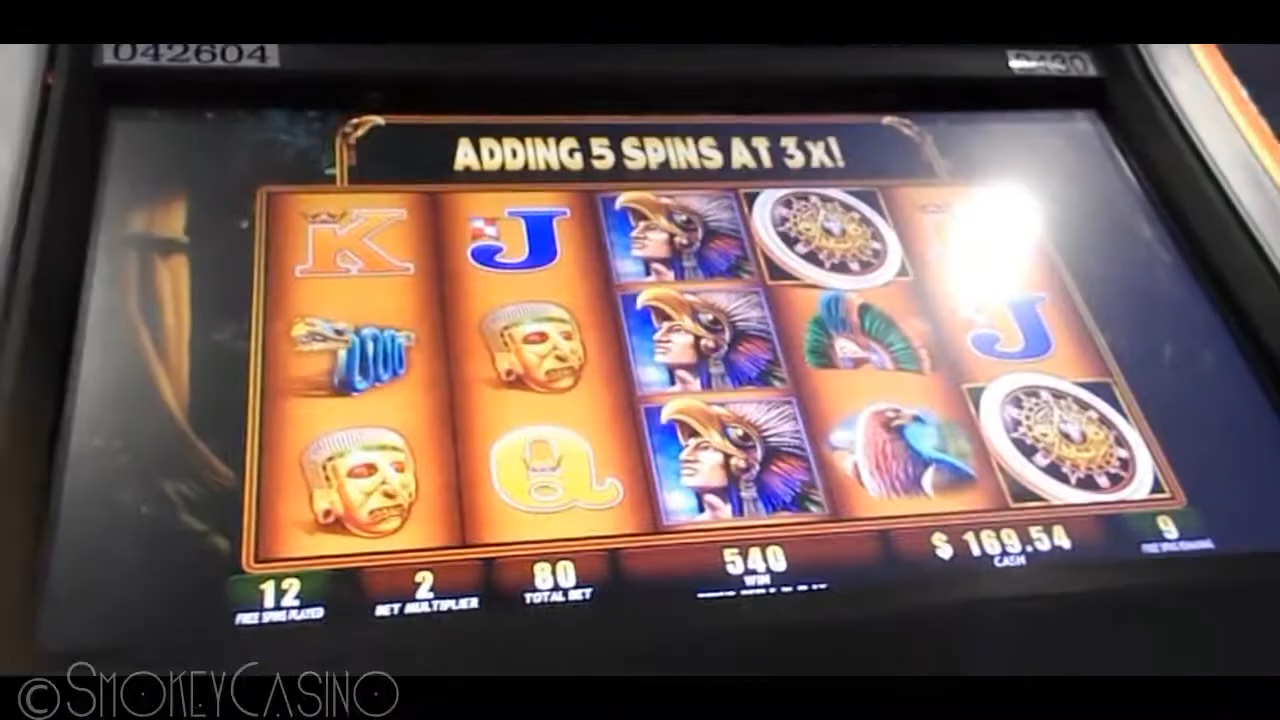 042604
ADDING 5 SPINS AT 3X!
K
J
J
Q
12
FREE SPINS PLAYED
2
BET MULTIPLIER
80
TOTAL BET
540
WIN
$ 169.54
CASH
9
©SMOKEYCASINO